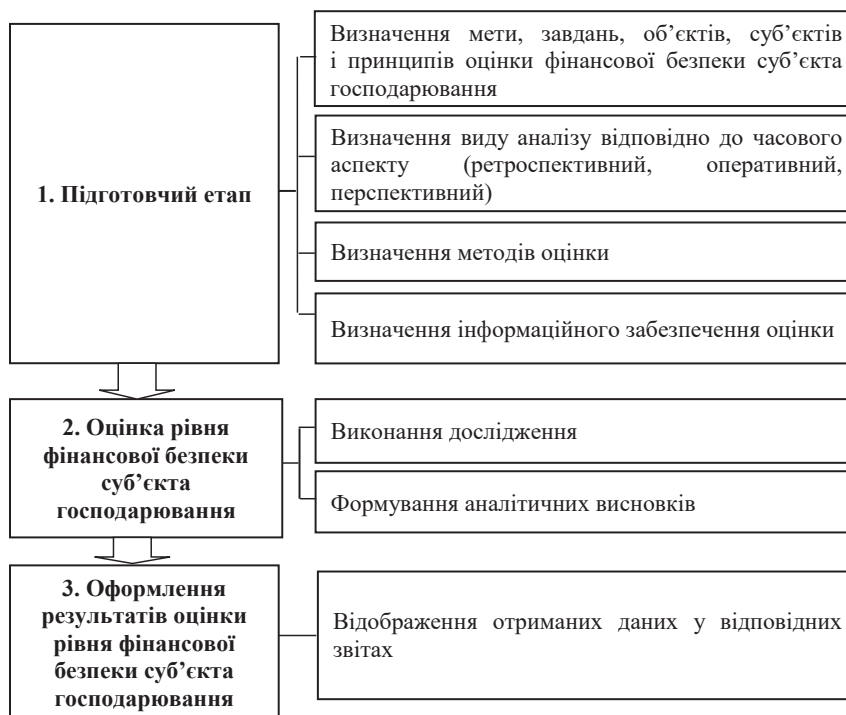 1. Підготовчий етап
Визначення мети, завдань, об’єктів, суб’єктів
і принципів оцінки фінансової безпеки суб’єкта
господарювання
Визначення виду аналізу відповідно до часового
аспекту (ретроспективний, оперативний,
перспективний)
Визначення методів оцінки
Визначення інформаційного забезпечення оцінки
2. Оцінка рівня
фінансової безпеки
суб’єкта
господарювання
Виконання дослідження
Формування аналітичних висновків
3. Оформлення
результатів оцінки
рівня фінансової
безпеки суб’єкта
господарювання
Відображення отриманих даних у відповідних
звітах